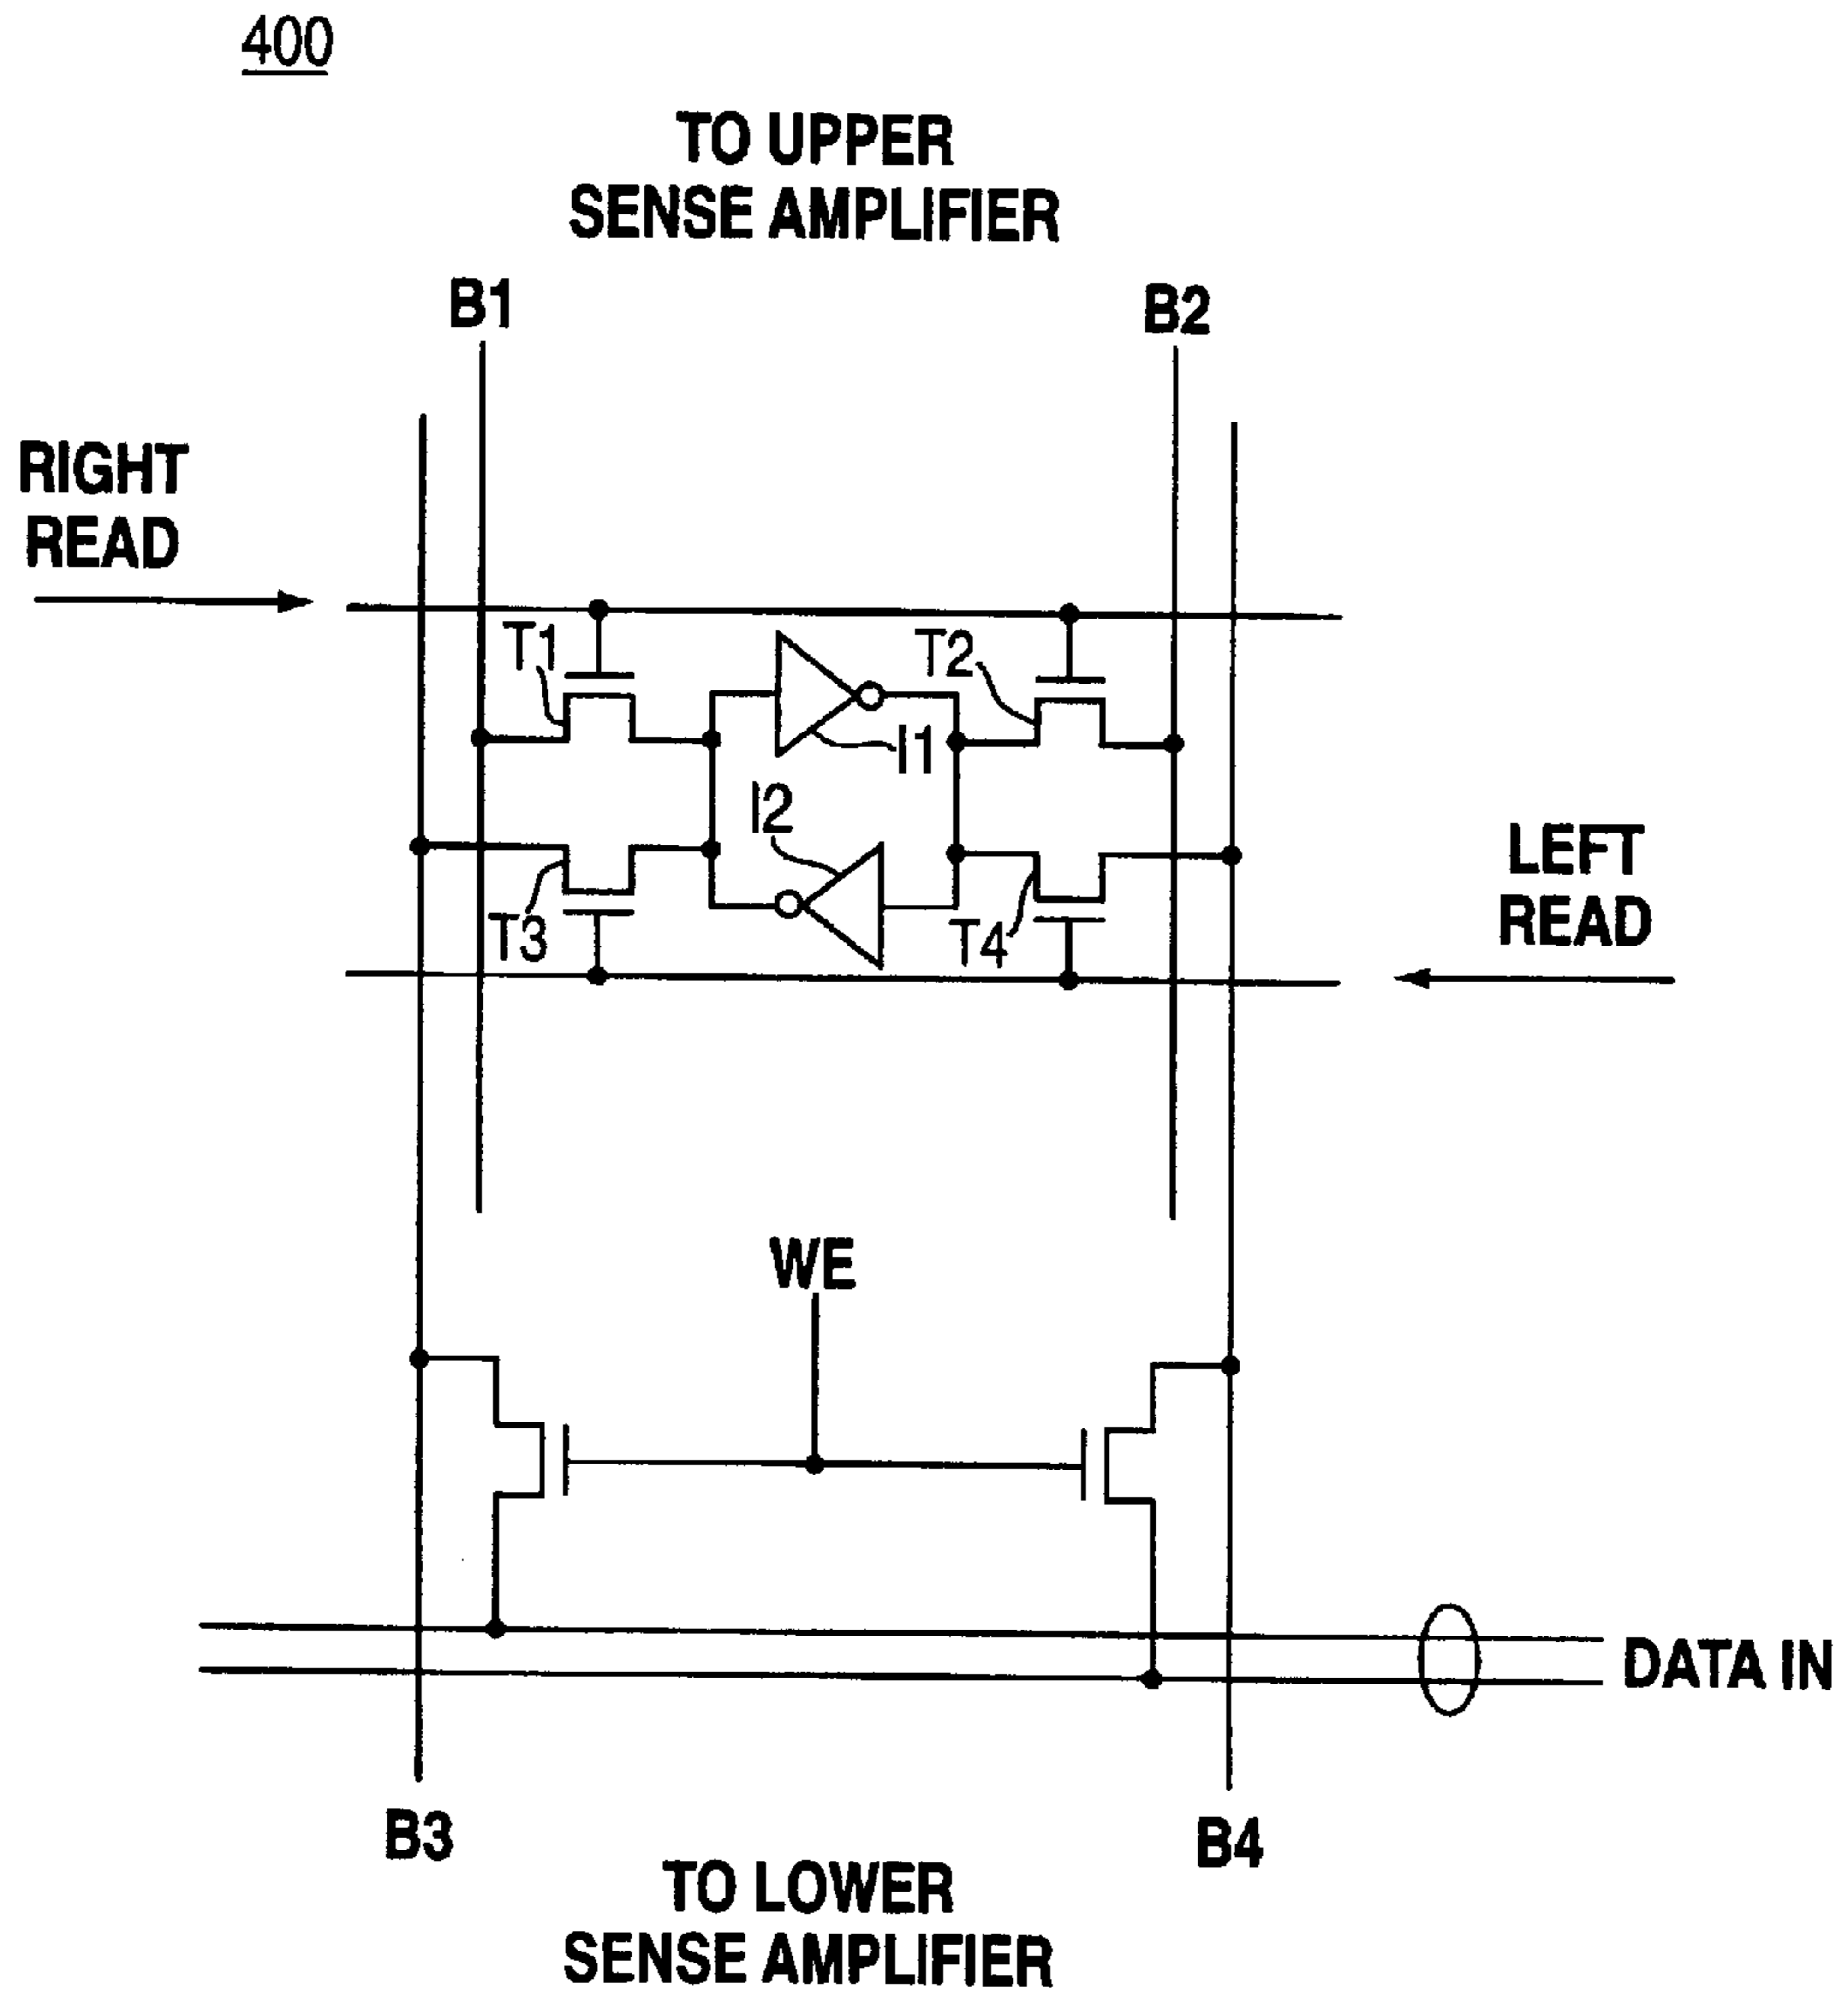 400
TO UPPER
SENSE AMPLIFIER
B1
B2
RIGHT
READ
T1
T2
I1
I2
LEFT
READ
T3
T4
WE
DATA IN
B3
B4
TO LOWER
SENSE AMPLIFIER